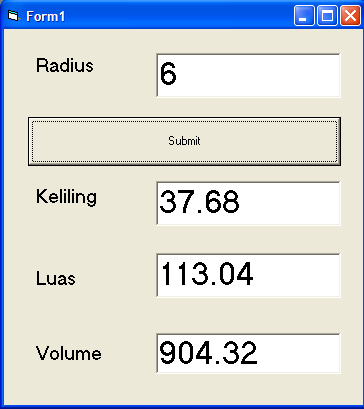 Form1
Radius 6
Submit
Keliling 37.68
Luas 113.04
Volume 904.32